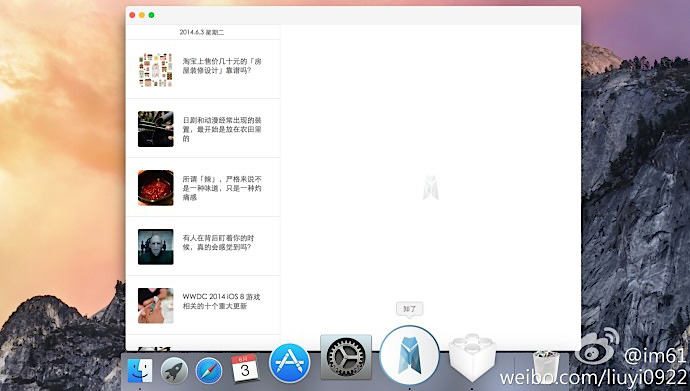 2014.6.3 星期二
淘宝上售价几十元的「房
屋装修设计」靠谱吗?
日剧和动漫经常出现的装
置，最开始是放在农田里
的
所谓「辣」，严格来说不
是一种味道，只是一种灼
痛感
有人在背后盯着你的时
候，真的会感觉到吗?
WWDC 2014 iOS 8 游戏
相关的十个重大更新
知了
6月
3
@im61
weibo.com/liuyi0922